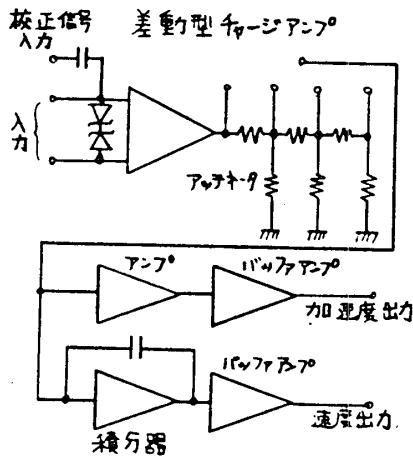 校正信号
入力
差動型チャージアンプ
入力
アッテネータ
アンプ
バッファアンプ
加速度出力
バッファアンプ
速度出力
積分器